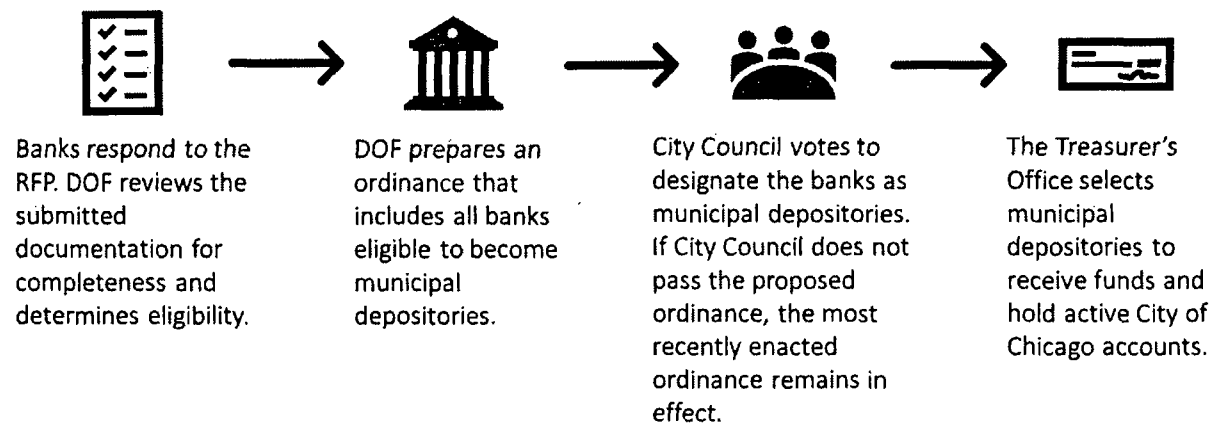 Banks respond to the
RFP. DOF reviews the
submitted
documentation for
completeness and
determines eligibility.
DOF prepares an
ordinance that
includes all banks
eligible to become
municipal
depositories.
City Council votes to
designate the banks as
municipal depositories.
If City Council does not
pass the proposed
ordinance, the most
recently enacted
ordinance remains in
effect.
The Treasurer's
Office selects
municipal
depositories to
receive funds and
hold active City of
Chicago accounts.